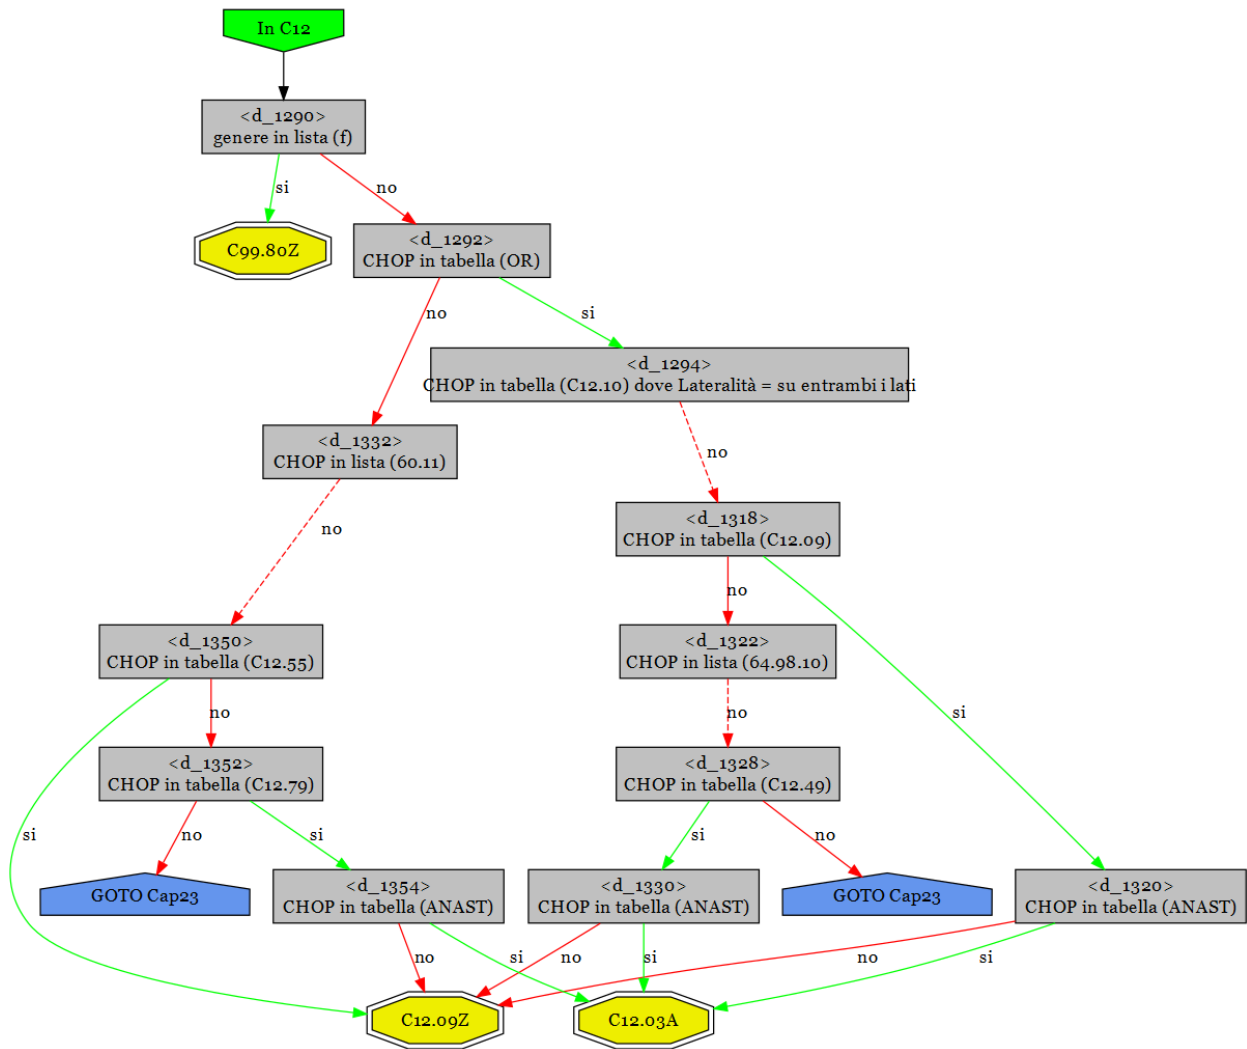 In C12
<d_1290>
genere in lista (f)
si
no
C99.80Z
<d_1292>
CHOP in tabella (OR)
no
si
<d_1294>
CHOP in tabella (C12.10) dove Lateralità = su entrambi i lati
<d_1332>
CHOP in lista (60.11)
no
<d_1318>
CHOP in tabella (C12.09)
no
no
<d_1350>
CHOP in tabella (C12.55)
<d_1322>
CHOP in lista (64.98.10)
no
no
si
<d_1352>
CHOP in tabella (C12.79)
<d_1328>
CHOP in tabella (C12.49)
si
no
si
si
no
GOTO Cap23
<d_1354>
CHOP in tabella (ANAST)
<d_1330>
CHOP in tabella (ANAST)
GOTO Cap23
<d_1320>
CHOP in tabella (ANAST)
no
si
no
si
no
si
C12.09Z
C12.03A